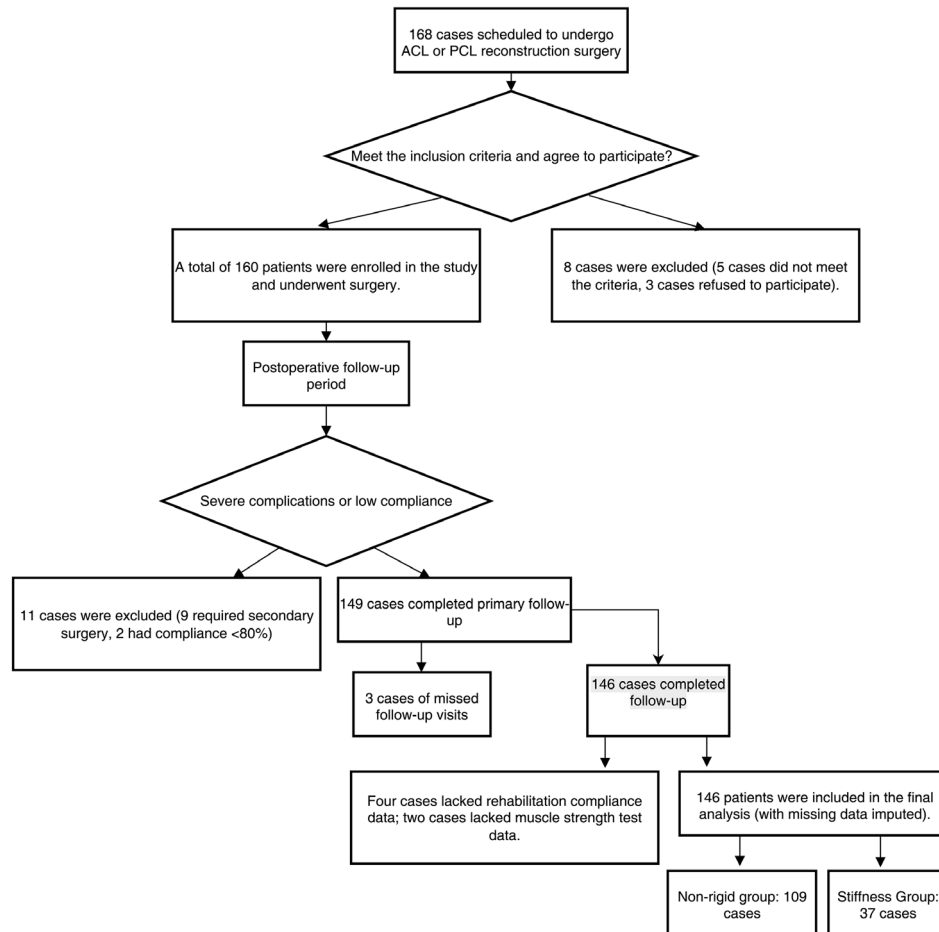 168 cases scheduled to undergo
ACL or PCL reconstruction surgery
Meet the inclusion criteria and agree to participate?
A total of 160 patients were enrolled in the study
and underwent surgery.
8 cases were excluded (5 cases did not meet
the criteria, 3 cases refused to participate).
Postoperative follow-up
period
Severe complications or low compliance
11 cases were excluded (9 required secondary
surgery, 2 had compliance <80%)
149 cases completed primary follow-
up
3 cases of missed
follow-up visits
146 cases completed
follow-up
Four cases lacked rehabilitation compliance
data; two cases lacked muscle strength test
data.
146 patients were included in the final
analysis (with missing data imputed).
Non-rigid group: 109
cases
Stiffness Group:
37 cases